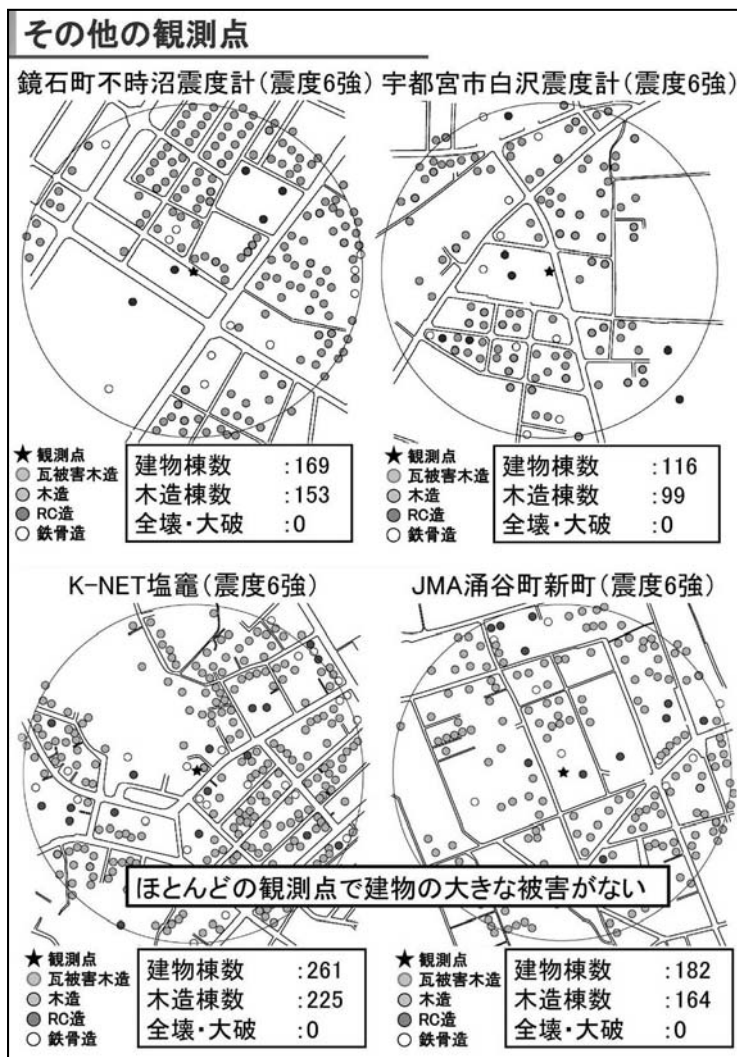 その他の観測点
鏡石町不時沼震度計(震度6強)
宇都宮市白沢震度計(震度6強)
★観測点
瓦被害木造
木造
RC造
鉄骨造
建物棟数 :169
木造棟数 :153
全壊・大破 :0
★観測点
瓦被害木造
木造
RC造
鉄骨造
建物棟数 :116
木造棟数 :99
全壊・大破 :0
K-NET塩竈(震度6強)
JMA涌谷町新町(震度6強)
ほとんどの観測点で建物の大きな被害がない
★観測点
瓦被害木造
木造
RC造
鉄骨造
建物棟数 :261
木造棟数 :225
全壊・大破 :0
★観測点
瓦被害木造
木造
RC造
鉄骨造
建物棟数 :182
木造棟数 :164
全壊・大破 :0